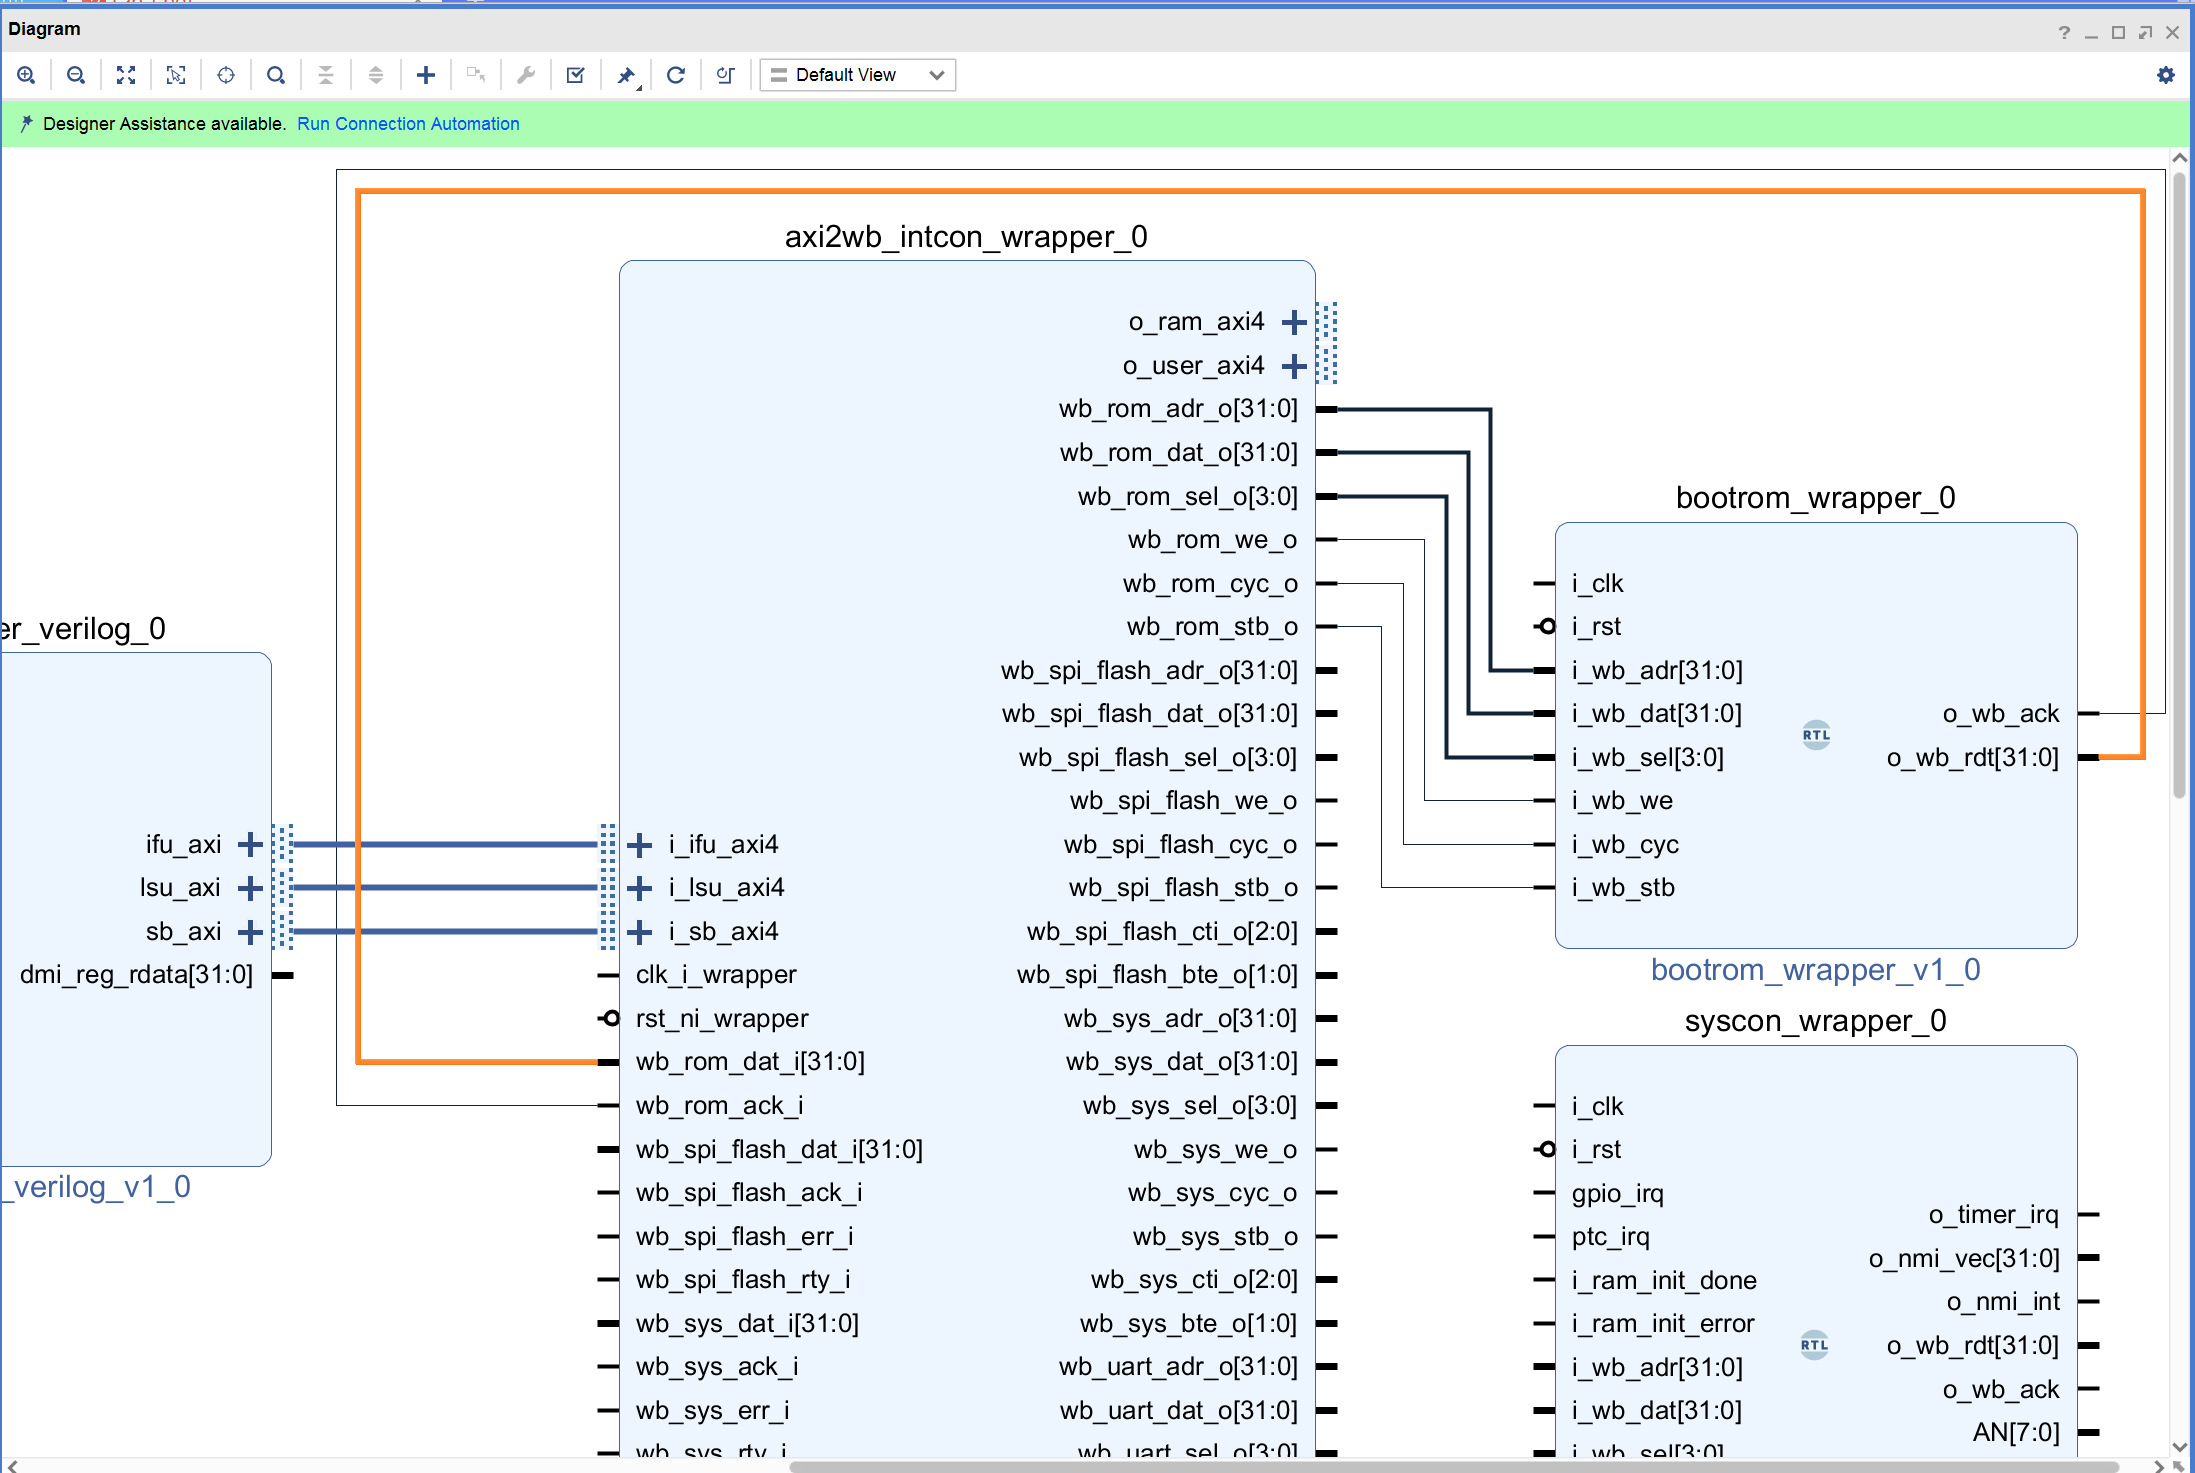 Diagram
Default View
Designer Assistance available. Run Connection Automation
axi2wb_intcon_wrapper_0
o_ram_axi4
o_user_axi4
wb_rom_adr_o[31:0]
wb_rom_dat_o[31:0]
wb_rom_sel_o[3:0]
wb_rom_we_o
wb_rom_cyc_o
wb_rom_stb_o
wb_spi_flash_adr_o[31:0]
wb_spi_flash_dat_o[31:0]
wb_spi_flash_sel_o[3:0]
wb_spi_flash_we_o
wb_spi_flash_cyc_o
wb_spi_flash_stb_o
wb_spi_flash_cti_o[2:0]
wb_spi_flash_bte_o[1:0]
wb_sys_adr_o[31:0]
wb_sys_dat_o[31:0]
wb_sys_sel_o[3:0]
wb_sys_we_o
wb_sys_cyc_o
wb_sys_stb_o
wb_sys_cti_o[2:0]
wb_sys_bte_o[1:0]
wb_uart_adr_o[31:0]
wb_uart_dat_o[31:0]
wb_uart_sel_o[3:0]
i_ifu_axi4
i_lsu_axi4
i_sb_axi4
clk_i_wrapper
rst_ni_wrapper
wb_rom_dat_i[31:0]
wb_rom_ack_i
wb_spi_flash_dat_i[31:0]
wb_spi_flash_ack_i
wb_spi_flash_err_i
wb_spi_flash_rty_i
wb_sys_dat_i[31:0]
wb_sys_ack_i
wb_sys_err_i
wb_sys_rty_i
er_verilog_0
ifu_axi
lsu_axi
sb_axi
dmi_reg_rdata[31:0]
_verilog_v1_0
bootrom_wrapper_0
i_clk
i_rst
i_wb_adr[31:0]
i_wb_dat[31:0]
i_wb_sel[3:0]
i_wb_we
i_wb_cyc
i_wb_stb
RTL
o_wb_ack
o_wb_rdt[31:0]
bootrom_wrapper_v1_0
syscon_wrapper_0
i_clk
i_rst
gpio_irq
ptc_irq
i_ram_init_done
i_ram_init_error
i_wb_adr[31:0]
i_wb_dat[31:0]
i_wb_sel[3:0]
RTL
o_timer_irq
o_nmi_vec[31:0]
o_nmi_int
o_wb_rdt[31:0]
o_wb_ack
AN[7:0]